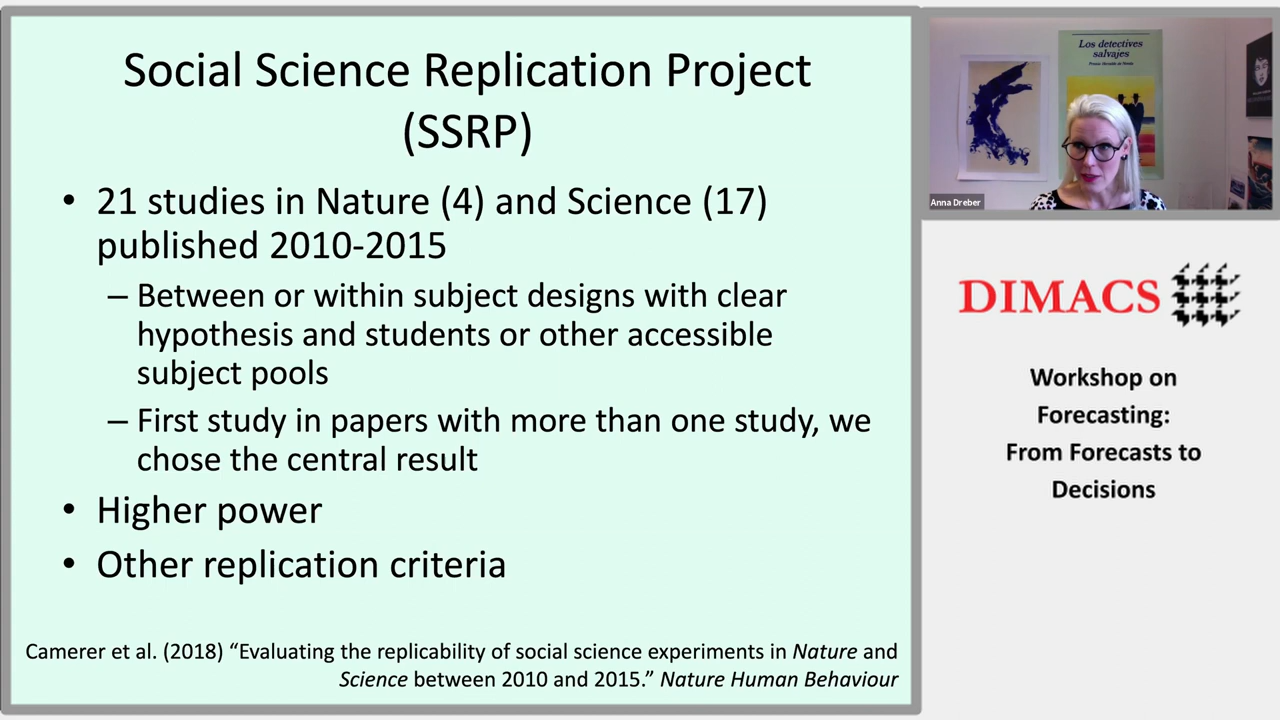 Social Science Replication Project
(SSRP)
• 21 studies in Nature (4) and Science (17)
published 2010-2015
– Between or within subject designs with clear
hypothesis and students or other accessible
subject pools
– First study in papers with more than one study, we
chose the central result
• Higher power
• Other replication criteria
Camerer et al. (2018) “Evaluating the replicability of social science experiments in Nature and
Science between 2010 and 2015.” Nature Human Behaviour
Los detectives
salvajes
Anna Dreber
DIMACS
Workshop on
Forecasting:
From Forecasts to
Decisions